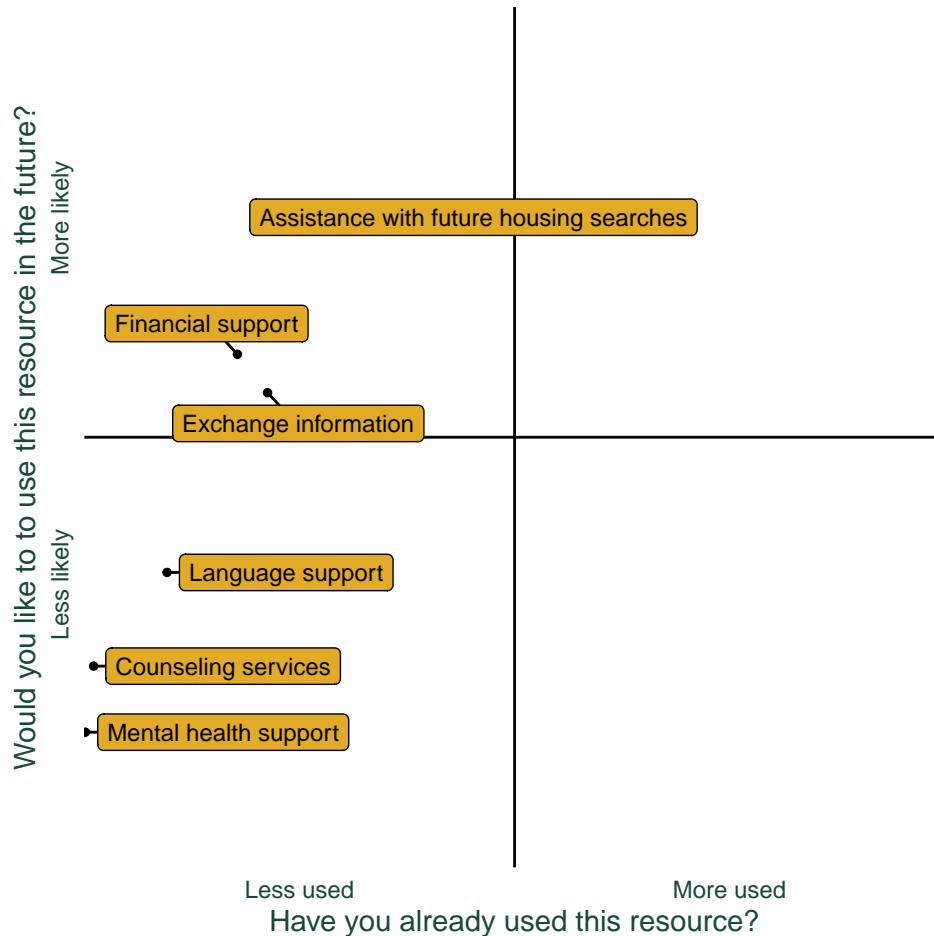 Would you like to to use this resource in the future?
More likely
Less likely
Assistance with future housing searches
Financial support
Exchange information
Language support
Counseling services
Mental health support
Less used
More used
Have you already used this resource?